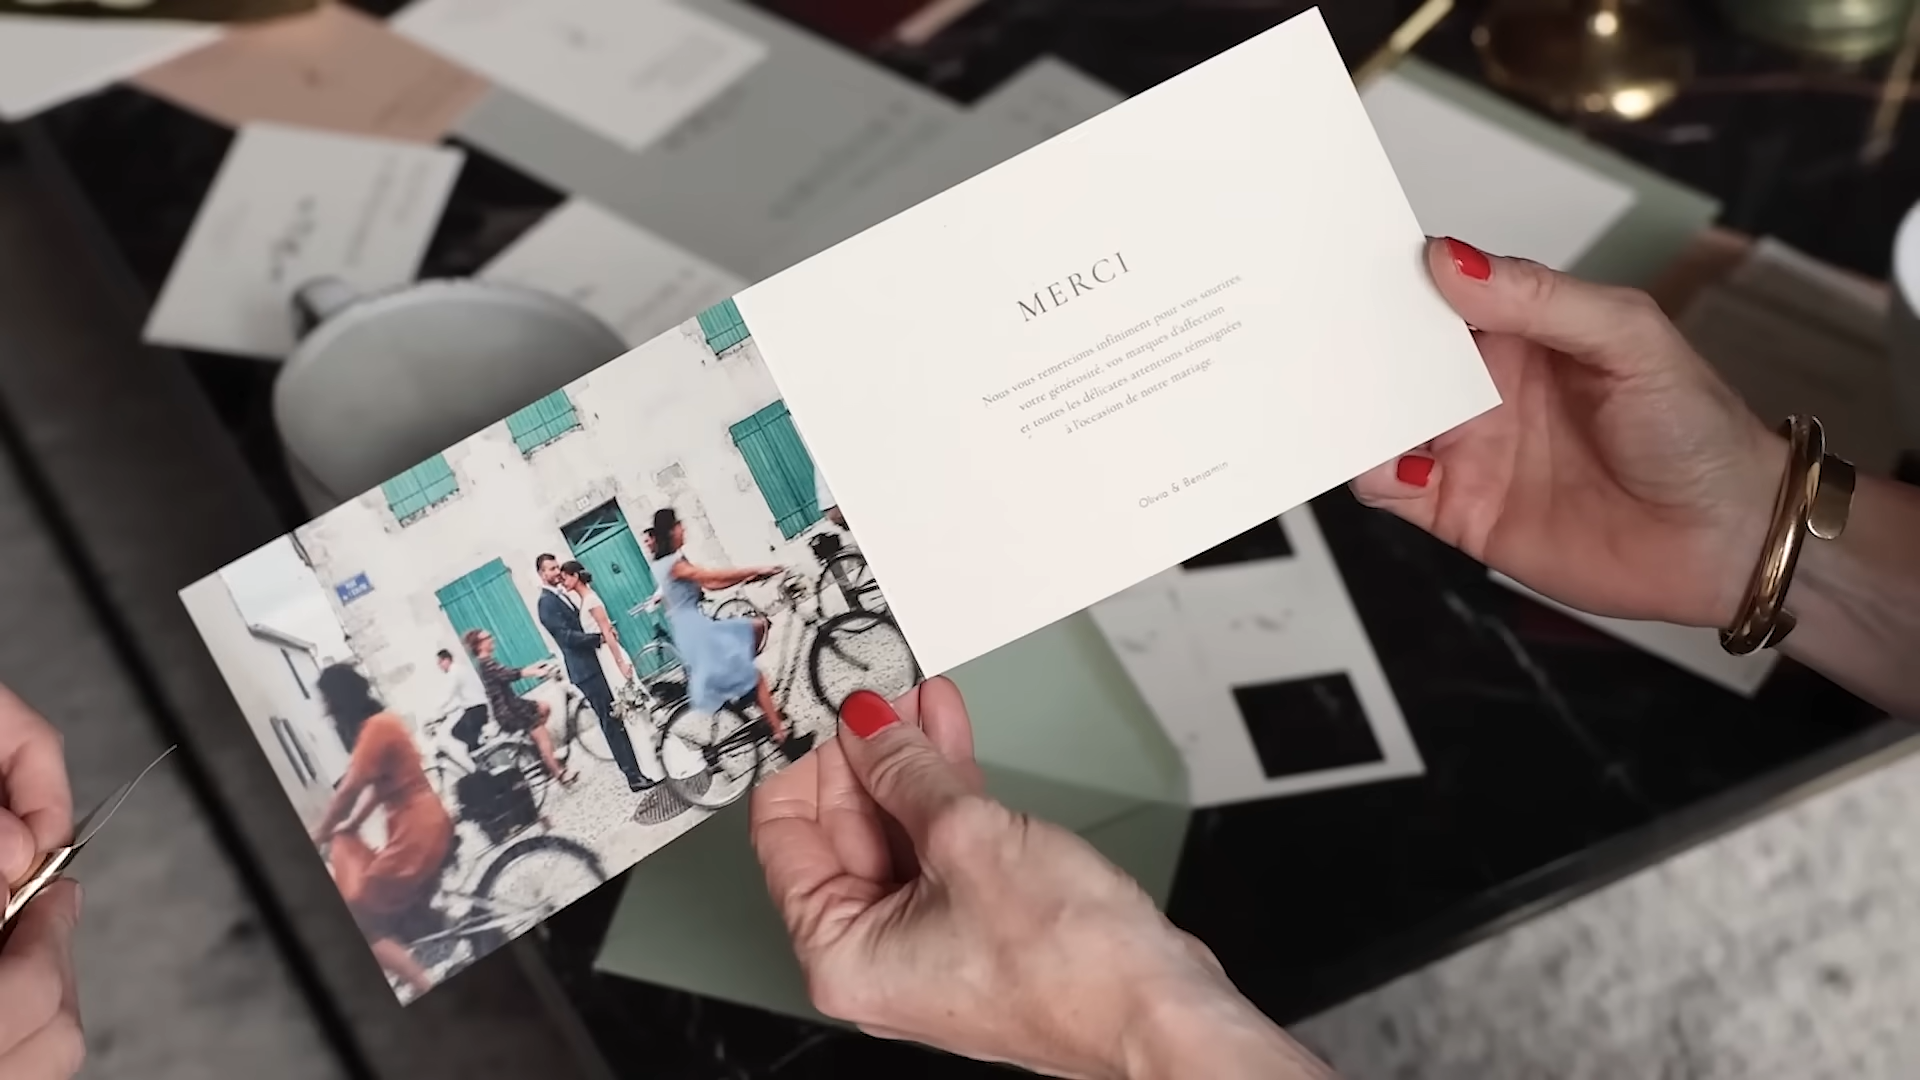 MERCI
Nous vous remercions infiniment pour vos sourires,
votre générosité, vos marques d'affection
et toutes les délicates attentions témoignées
à l'occasion de notre mariage.
Olivia & Benjamin